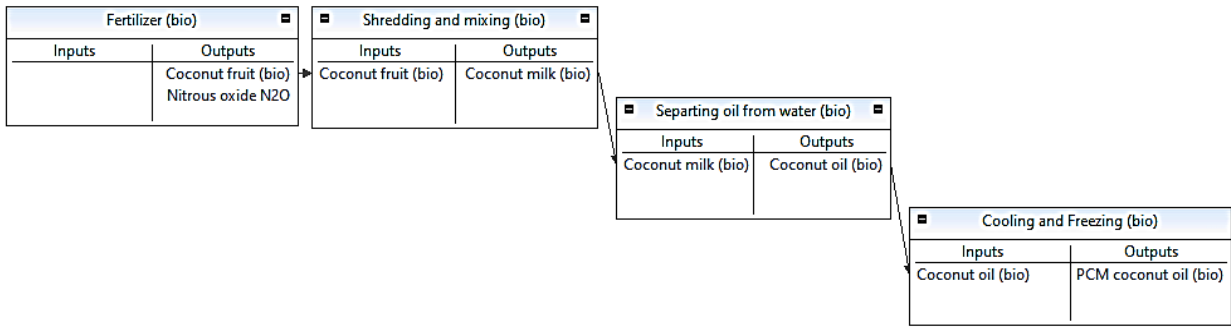 Fertilizer (bio)
Inputs Outputs
Coconut fruit (bio)
Nitrous oxide N2O
Shredding and mixing (bio)
Inputs Outputs
Coconut fruit (bio) Coconut milk (bio)
Separting oil from water (bio)
Inputs Outputs
Coconut milk (bio) Coconut oil (bio)
Cooling and Freezing (bio)
Inputs Outputs
Coconut oil (bio) PCM coconut oil (bio)